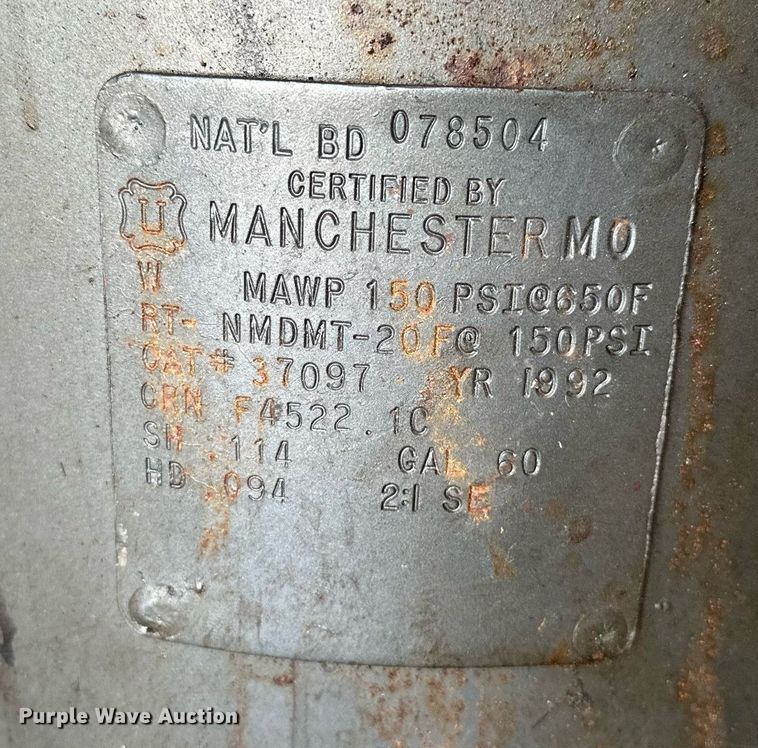 NAT'L BD 078504
CERTIFIED BY
U MANCHESTER MO
W MAWP 150 PSI@650F
RT- NMDMT-20F@ 150PSI
CAT# 37097 YR 1992
CRN F4522.1C
SH .114 GAL 60
HD .094 2:1 SE
Purple Wave Auction